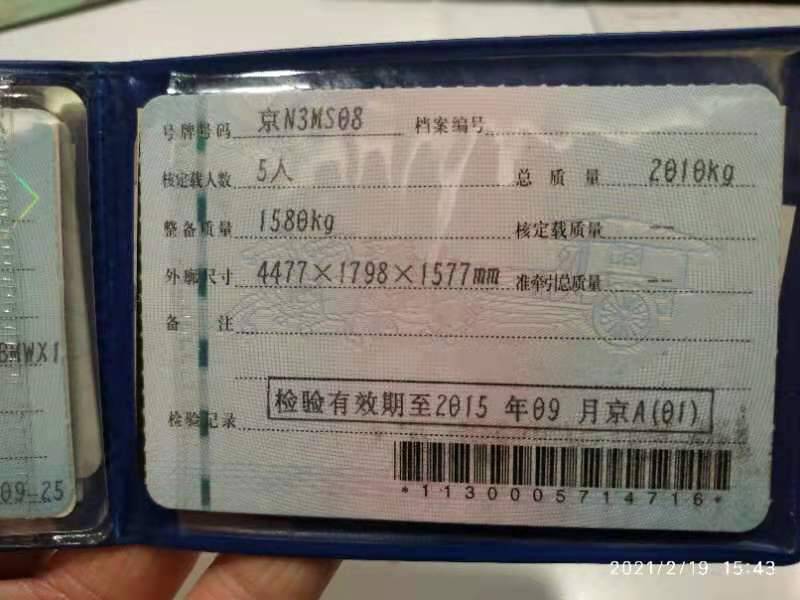 号牌号码 京N3MS08 档案编号
核定载人数 5人 总质量 2010kg
整备质量 1580kg 核定载质量 --
外廓尺寸 4477×1798×1577mm 准牵引总质量 --
备注
BMWX1
检验记录 检验有效期至2015年09月京A(01)
*1130005714716*
09-25
2021/2/19 15:43